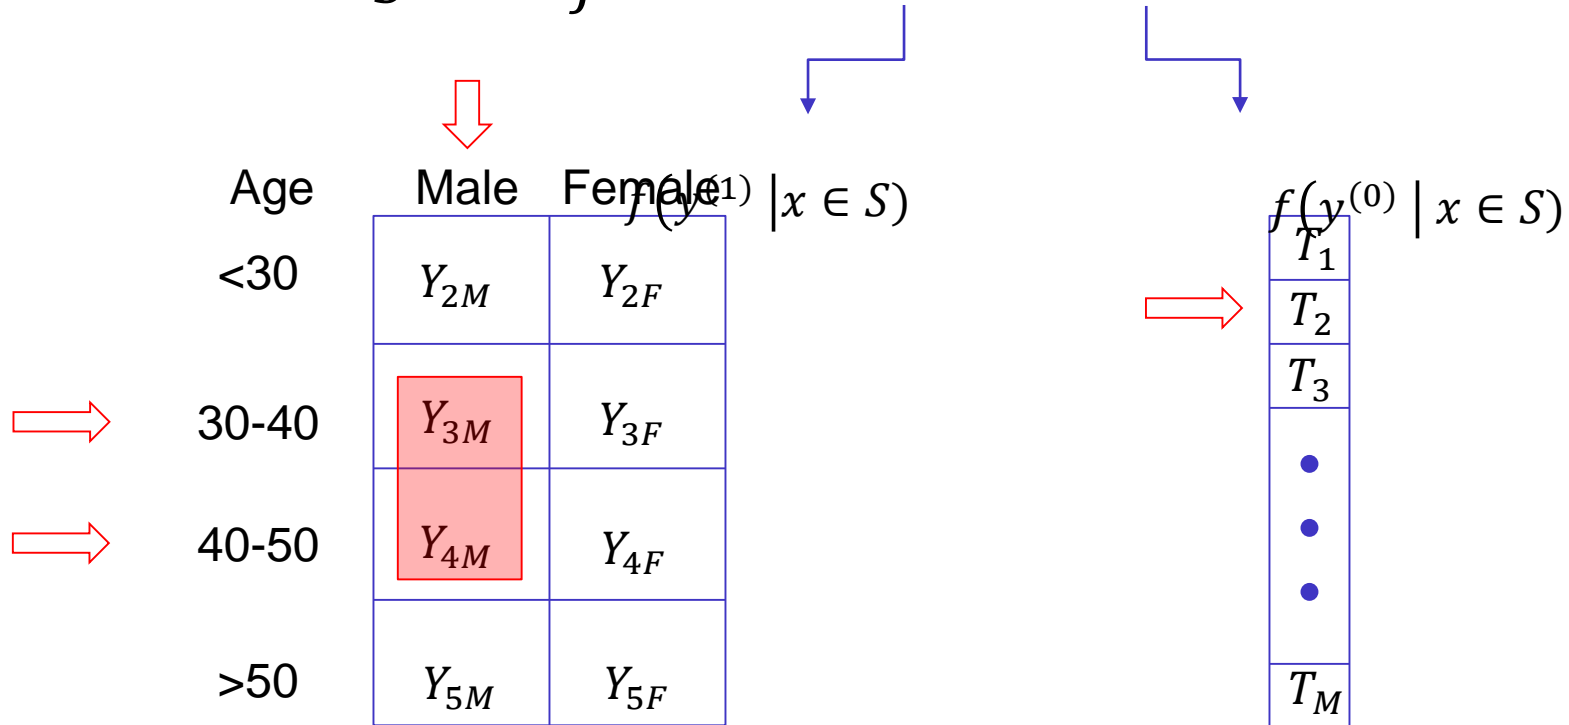 Age Male Female f(y⁽¹⁾ |x ∈ S) f(y⁽⁰⁾ | x ∈ S)
<30 Y₂M Y₂F T₁
T₂
30-40 Y₃M Y₃F T₃
40-50 Y₄M Y₄F
>50 Y₅M Y₅F T_M